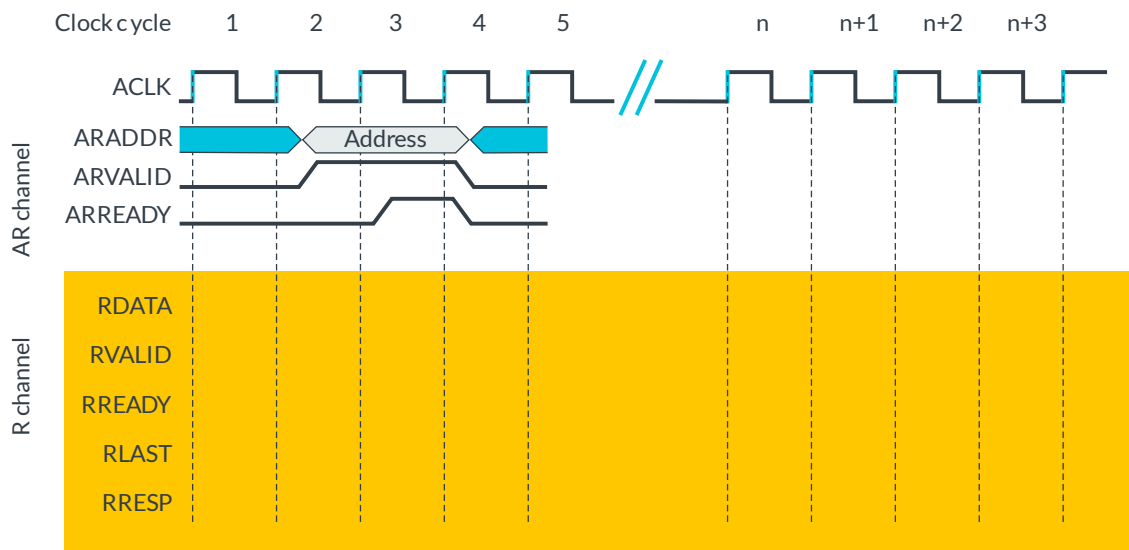 Clock cycle 1 2 3 4 5 n n+1 n+2 n+3
ACLK
ARADDR Address
ARVALID
ARREADY
AR channel
RDATA
RVALID
RREADY
RLAST
RRESP
R channel